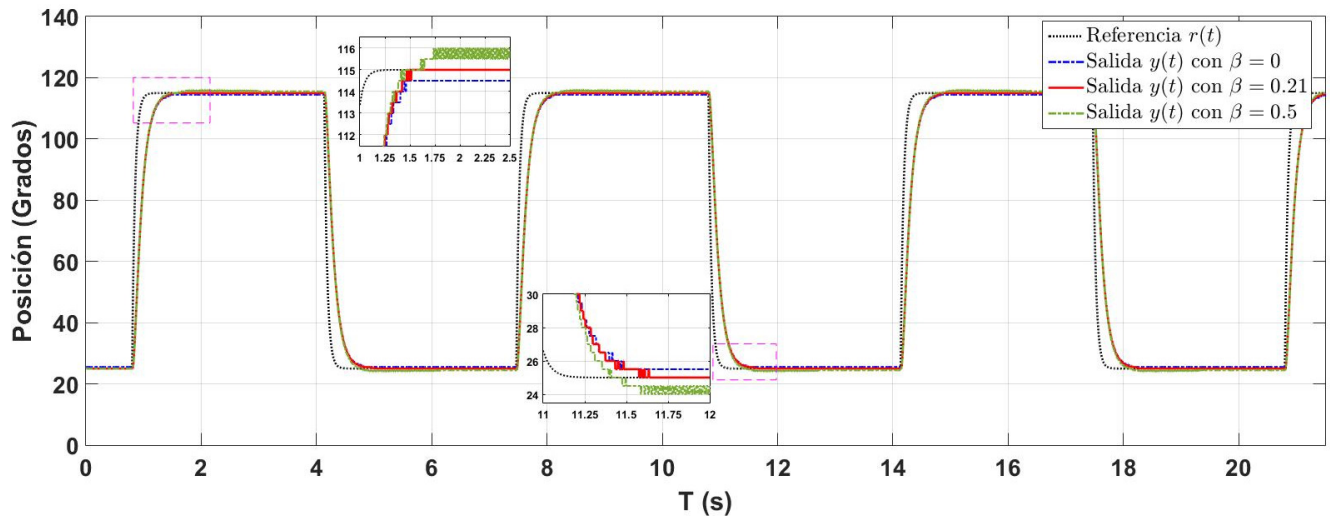 140
120
100
80
60
40
20
0
Posición (Grados)
0 2 4 6 8 10 12 14 16 18 20
T (s)
Referencia r(t)
Salida y(t) con β = 0
Salida y(t) con β = 0.21
Salida y(t) con β = 0.5
116
115
114
113
112
1 1.25 1.5 1.75 2 2.25 2.5
30
28
26
24
11 11.25 11.5 11.75 12